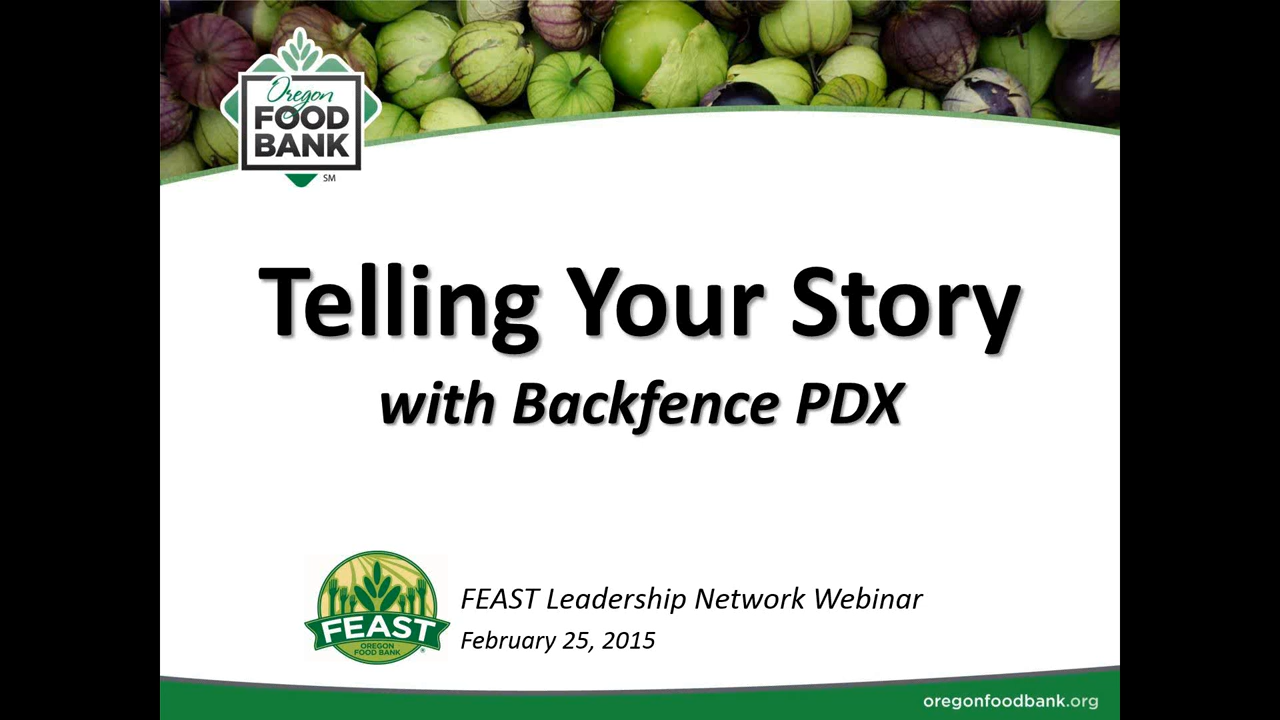 Oregon
FOOD
BANK
SM
Telling Your Story
with Backfence PDX
FEAST Leadership Network Webinar
February 25, 2015
FEAST
OREGON
FOOD BANK
®
oregonfoodbank.org